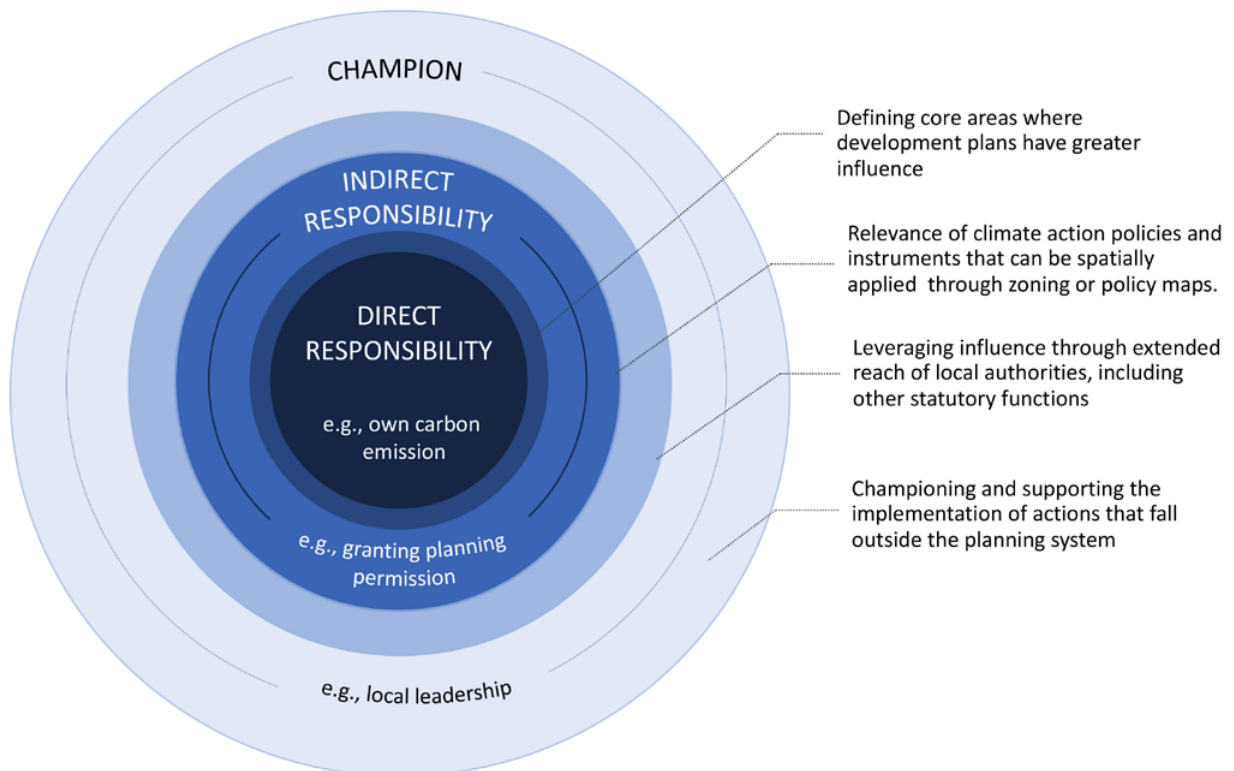 CHAMPION
INDIRECT
RESPONSIBILITY
DIRECT
RESPONSIBILITY
e.g., own carbon
emission
e.g., granting planning
permission
e.g., local leadership
Defining core areas where
development plans have greater
influence
Relevance of climate action policies and
instruments that can be spatially
applied  through zoning or policy maps.
Leveraging influence through extended
reach of local authorities, including
other statutory functions
Championing and supporting the
implementation of actions that fall
outside the planning system